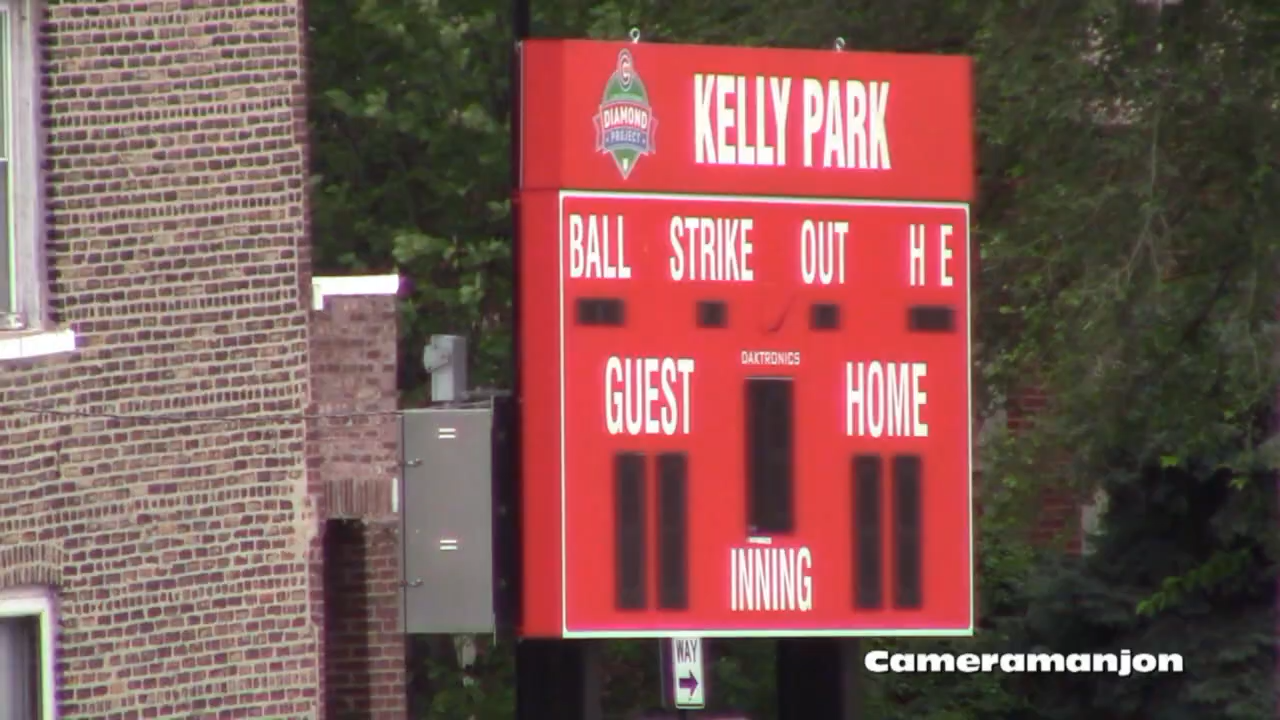 KELLY PARK
DIAMOND
PROJECT
BALL STRIKE OUT H E
DAKTRONICS
GUEST HOME
INNING
WAY
Cameramanjon